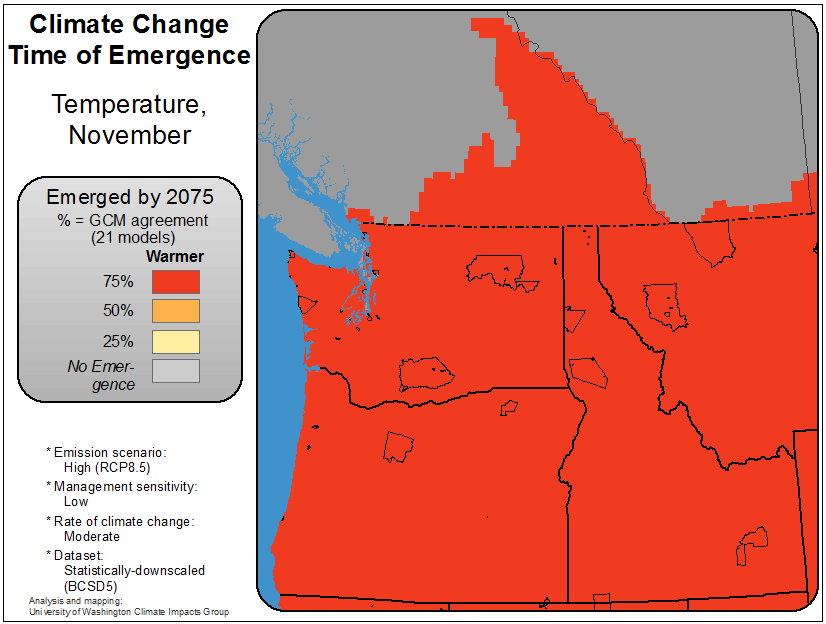 Climate Change
Time of Emergence
Temperature,
November
Emerged by 2075
% = GCM agreement
(21 models)
Warmer
75%
50%
25%
No Emer-
gence
* Emission scenario:
High (RCP8.5)
* Management sensitivity:
Low
* Rate of climate change:
Moderate
* Dataset:
Statistically-downscaled
(BCSD5)
Analysis and mapping:
University of Washington Climate Impacts Group